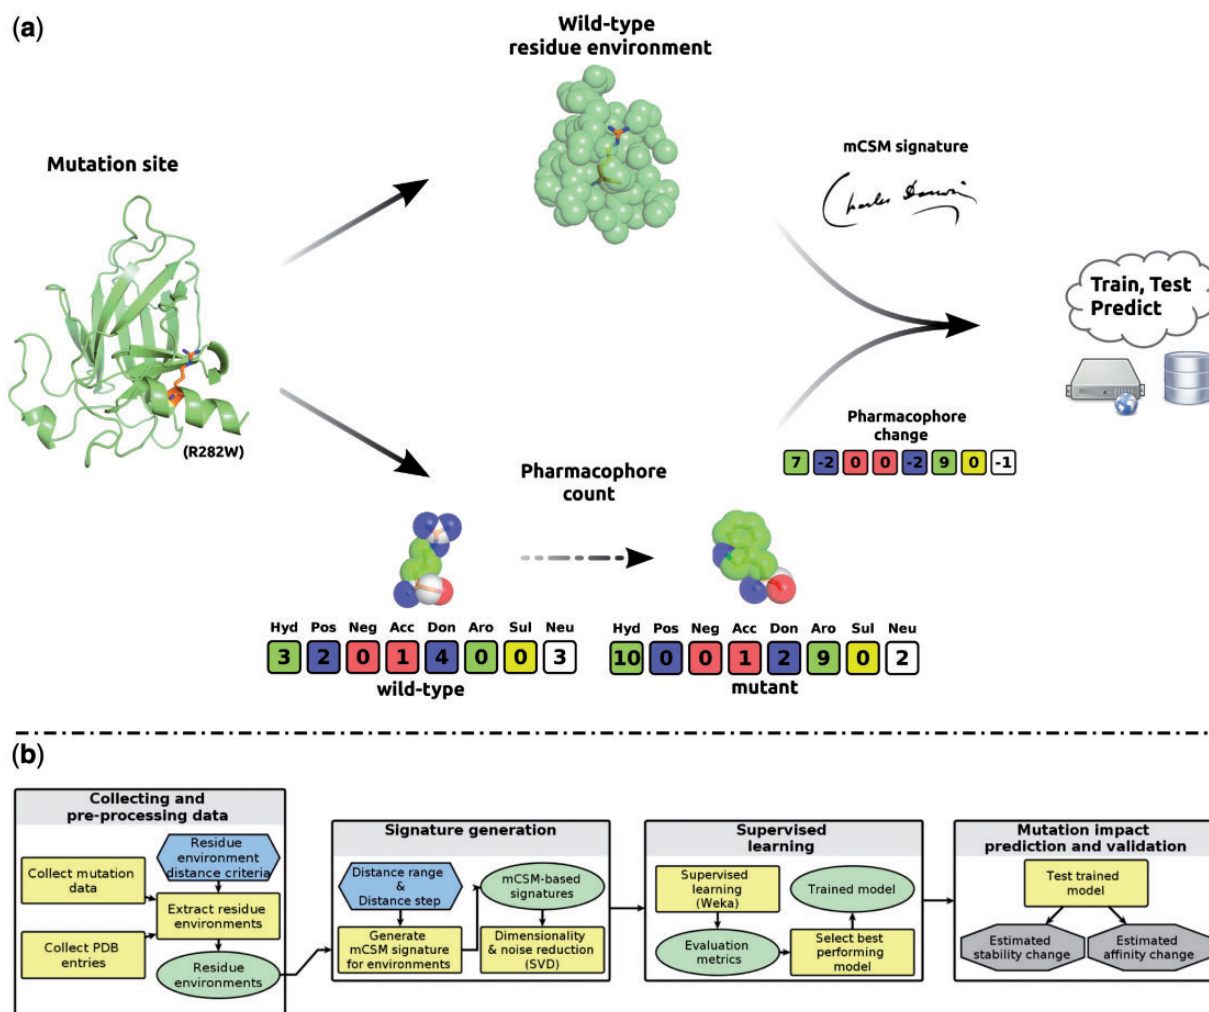 (a)
Wild-type
residue environment
Mutation site
mCSM signature
Charles Darwin
Train, Test
Predict
(R282W)
Pharmacophore
change
7 -2 0 0 -2 9 0 -1
Pharmacophore
count
Hyd Pos Neg Acc Don Aro Sul Neu
3 2 0 1 4 0 0 3
wild-type
Hyd Pos Neg Acc Don Aro Sul Neu
10 0 0 1 2 9 0 2
mutant
(b)
Collecting and
pre-processing data
Residue
environment
distance criteria
Collect mutation
data
Extract residue
environments
Collect PDB
entries
Residue
environments
Signature generation
Distance range
&
Distance step
mCSM-based
signatures
Generate
mCSM signature
for environments
Dimensionality
& noise reduction
(SVD)
Supervised
learning
Supervised
learning
(Weka)
Trained model
Evaluation
metrics
Select best
performing
model
Mutation impact
prediction and validation
Test trained
model
Estimated
stability change
Estimated
affinity change